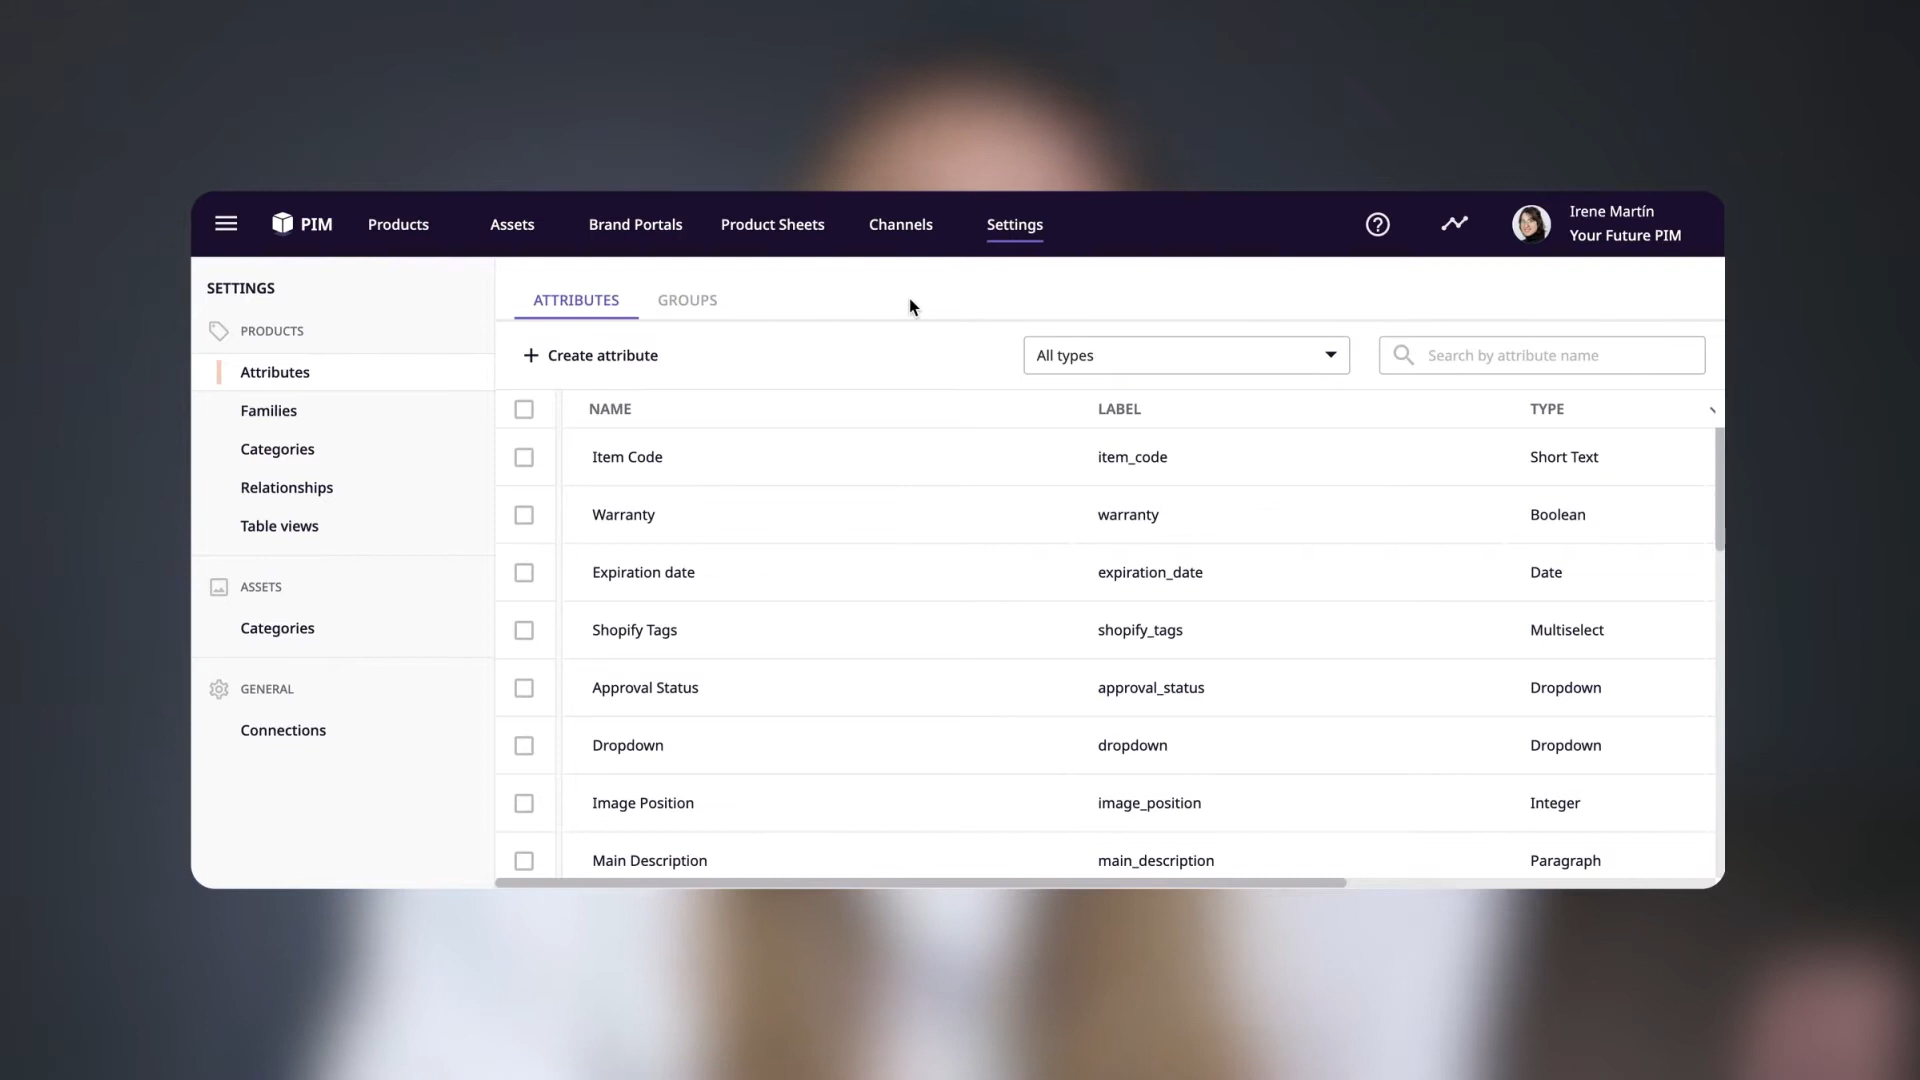 PIM
Products
Assets
Brand Portals
Product Sheets
Channels
Settings
Irene Martín
Your Future PIM
SETTINGS
PRODUCTS
Attributes
Families
Categories
Relationships
Table views
ASSETS
Categories
GENERAL
Connections
ATTRIBUTES
GROUPS
+ Create attribute
All types
Search by attribute name
NAME LABEL TYPE
Item Code item_code Short Text
Warranty warranty Boolean
Expiration date expiration_date Date
Shopify Tags shopify_tags Multiselect
Approval Status approval_status Dropdown
Dropdown dropdown Dropdown
Image Position image_position Integer
Main Description main_description Paragraph